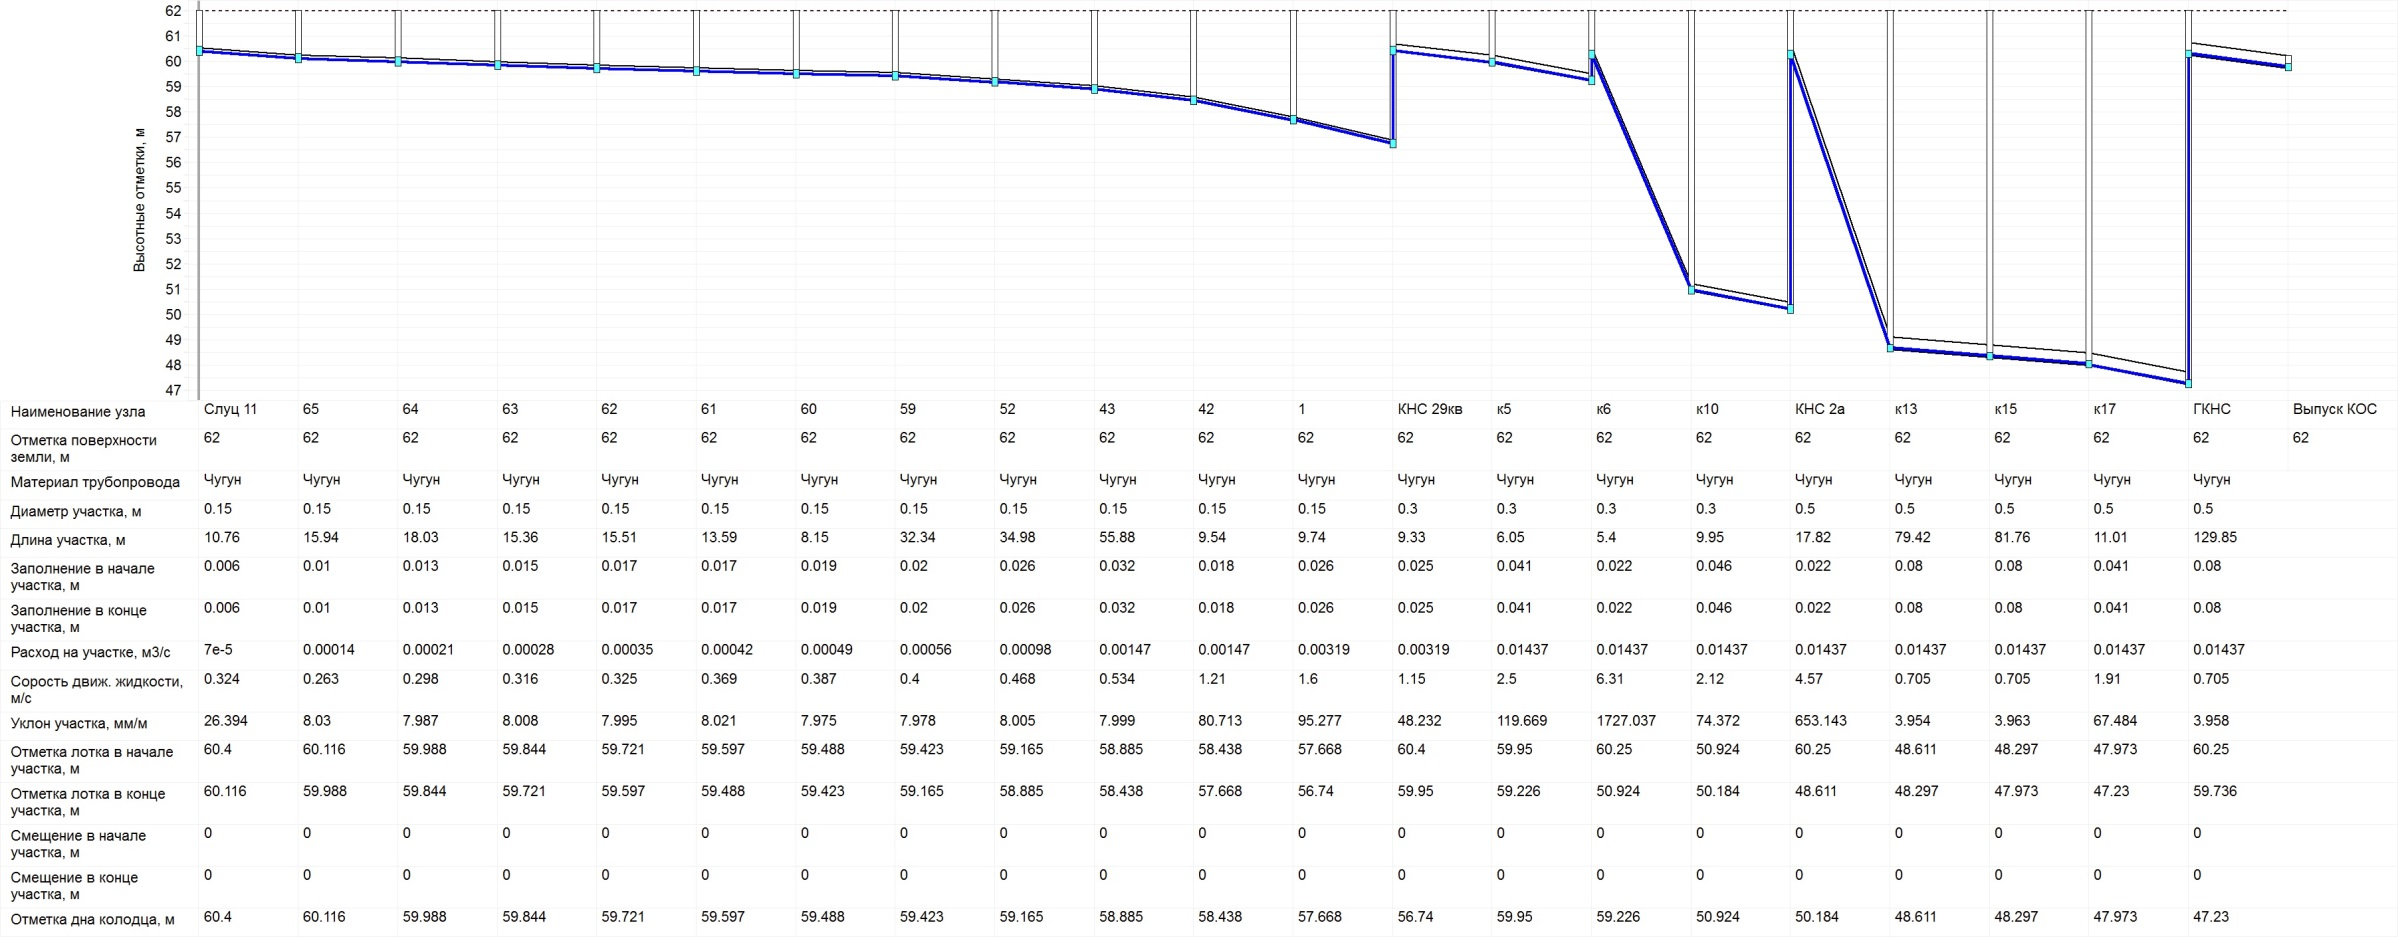 62
61
60
59
58
57
56
55
54
53
52
51
50
49
48
47
Высотные отметки, м
Наименование узла Слуц 11 65 64 63 62 61 60 59 52 43 42 1 КНС 29кв к5 к6 к10 КНС 2а к13 к15 к17 ГКНС Выпуск КОС
Отметка поверхности
земли, м 62 62 62 62 62 62 62 62 62 62 62 62 62 62 62 62 62 62 62 62 62 62
Материал трубопровода Чугун Чугун Чугун Чугун Чугун Чугун Чугун Чугун Чугун Чугун Чугун Чугун Чугун Чугун Чугун Чугун Чугун Чугун Чугун Чугун Чугун
Диаметр участка, м 0.15 0.15 0.15 0.15 0.15 0.15 0.15 0.15 0.15 0.15 0.15 0.15 0.3 0.3 0.3 0.3 0.5 0.5 0.5 0.5 0.5
Длина участка, м 10.76 15.94 18.03 15.36 15.51 13.59 8.15 32.34 34.98 55.88 9.54 9.74 9.33 6.05 5.4 9.95 17.82 79.42 81.76 11.01 129.85
Заполнение в начале
участка, м 0.006 0.01 0.013 0.015 0.017 0.017 0.019 0.02 0.026 0.032 0.018 0.026 0.025 0.041 0.022 0.046 0.022 0.08 0.08 0.041 0.08
Заполнение в конце
участка, м 0.006 0.01 0.013 0.015 0.017 0.017 0.019 0.02 0.026 0.032 0.018 0.026 0.025 0.041 0.022 0.046 0.022 0.08 0.08 0.041 0.08
Расход на участке, м3/с 7e-5 0.00014 0.00021 0.00028 0.00035 0.00042 0.00049 0.00056 0.00098 0.00147 0.00147 0.00319 0.00319 0.01437 0.01437 0.01437 0.01437 0.01437 0.01437 0.01437 0.01437
Сорость движ. жидкости,
м/с 0.324 0.263 0.298 0.316 0.325 0.369 0.387 0.4 0.468 0.534 1.21 1.6 1.15 2.5 6.31 2.12 4.57 0.705 0.705 1.91 0.705
Уклон участка, мм/м 26.394 8.03 7.987 8.008 7.995 8.021 7.975 7.978 8.005 7.999 80.713 95.277 48.232 119.669 1727.037 74.372 653.143 3.954 3.963 67.484 3.958
Отметка лотка в начале
участка, м 60.4 60.116 59.988 59.844 59.721 59.597 59.488 59.423 59.165 58.885 58.438 57.668 60.4 59.95 60.25 50.924 60.25 48.611 48.297 47.973 60.25
Отметка лотка в конце
участка, м 60.116 59.988 59.844 59.721 59.597 59.488 59.423 59.165 58.885 58.438 57.668 56.74 59.95 59.226 50.924 50.184 48.611 48.297 47.973 47.23 59.736
Смещение в начале
участка, м 0 0 0 0 0 0 0 0 0 0 0 0 0 0 0 0 0 0 0 0 0
Смещение в конце
участка, м 0 0 0 0 0 0 0 0 0 0 0 0 0 0 0 0 0 0 0 0 0
Отметка дна колодца, м 60.4 60.116 59.988 59.844 59.721 59.597 59.488 59.423 59.165 58.885 58.438 57.668 56.74 59.95 59.226 50.924 50.184 48.611 48.297 47.973 47.23